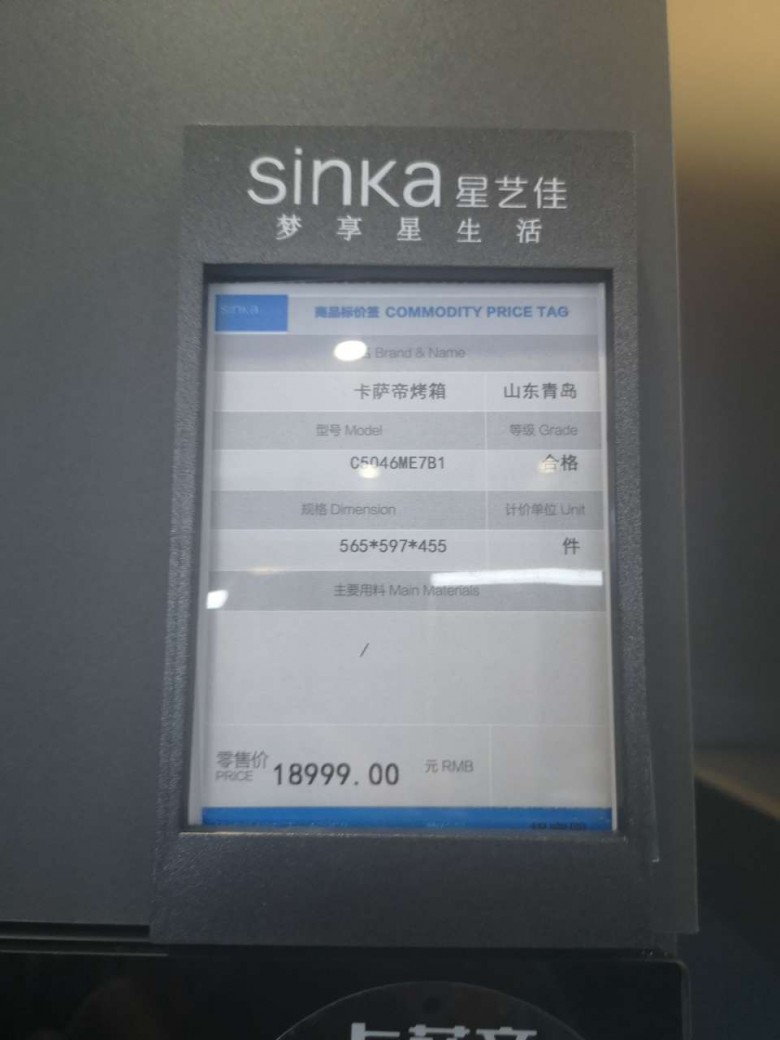 sinka 星艺佳
梦享星生活
sinka
商品标价签 COMMODITY PRICE TAG
Brand & Name
卡萨帝烤箱 山东青岛
型号 Model 等级 Grade
C5046ME7B1 合格
规格 Dimension 计价单位 Unit
565*597*455 件
主要用料 Main Materials
/
零售价
PRICE 18999.00 元 RMB
卡萨帝